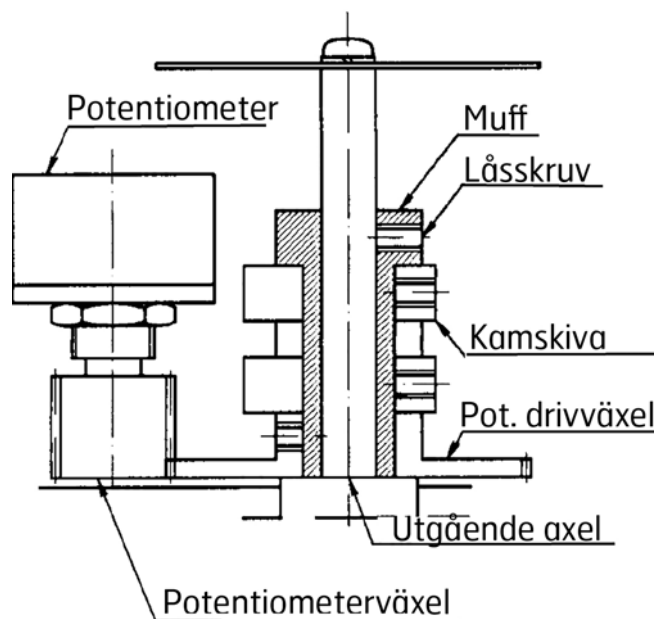 Potentiometer
Muff
Låsskruv
Kamskiva
Pot. drivväxel
Utgående axel
Potentiometerväxel